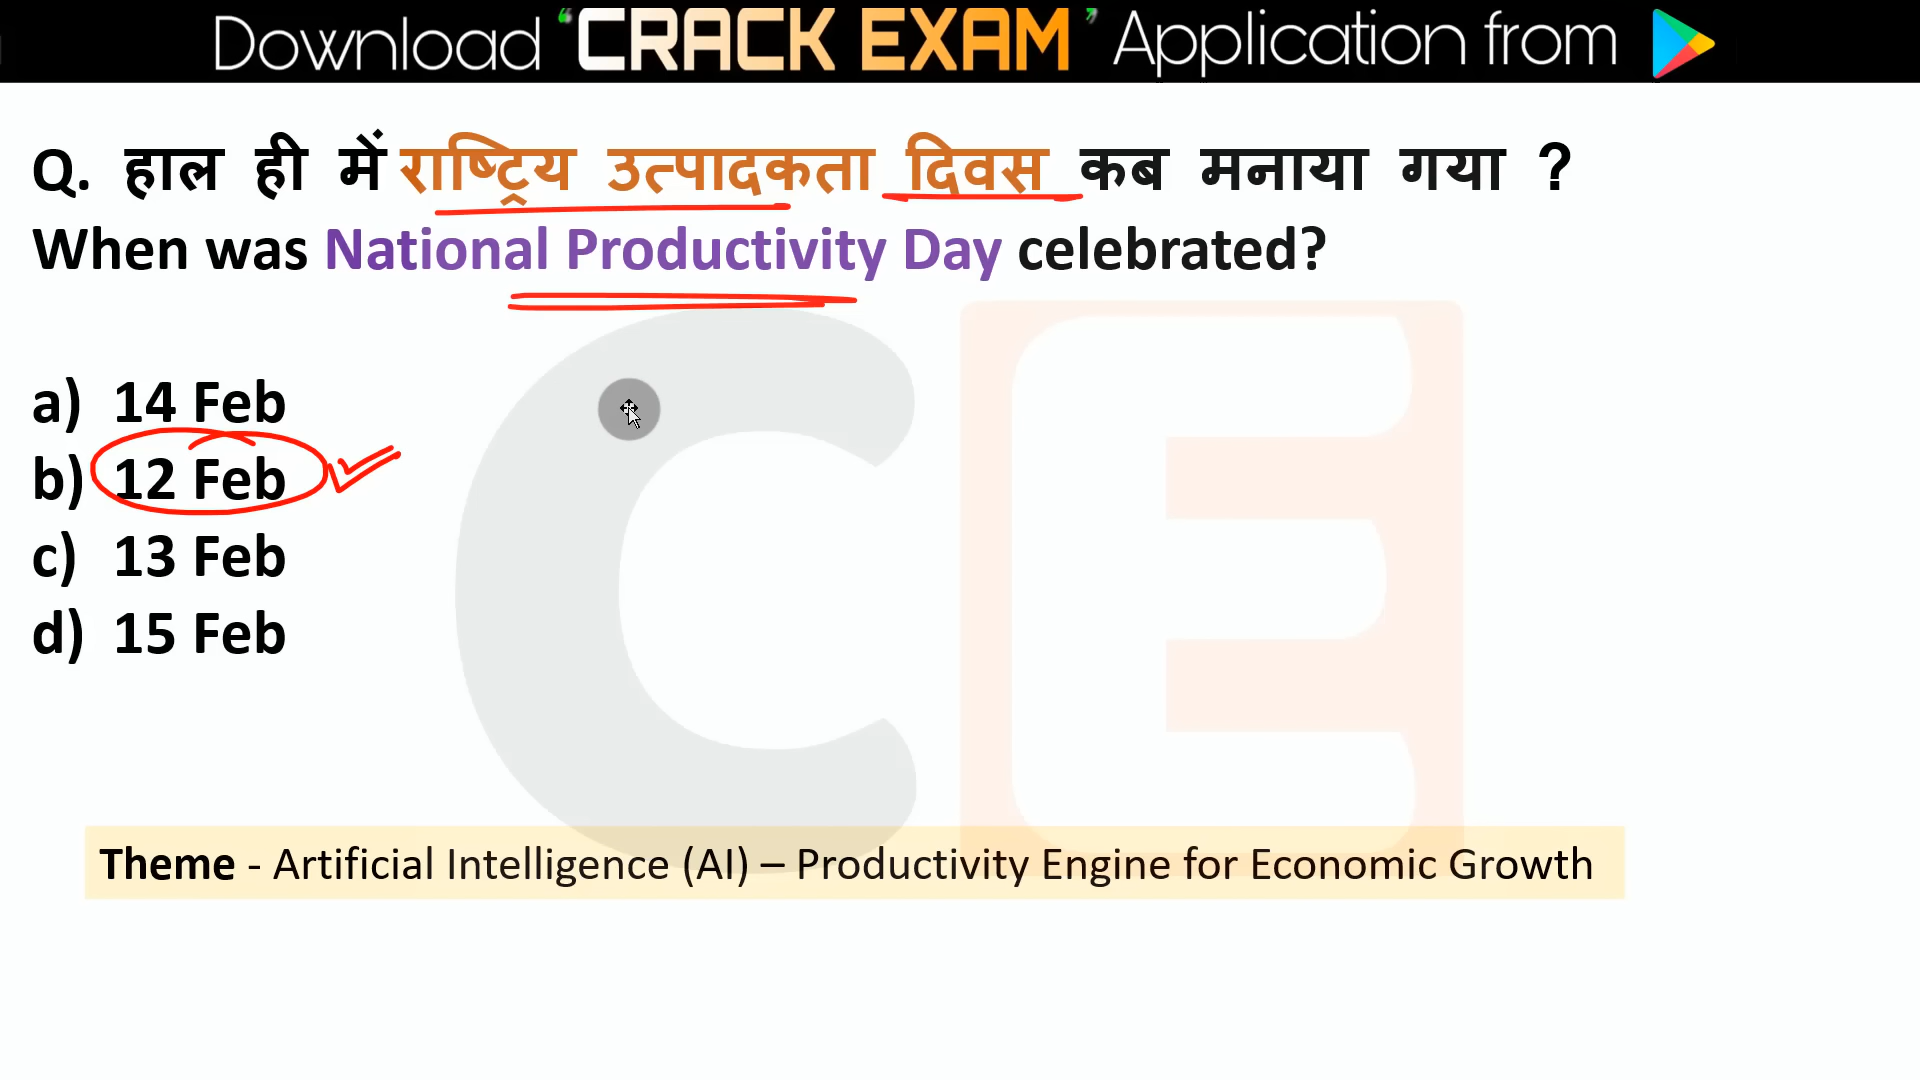 Download ‘CRACK EXAM’ Application from
Q. हाल ही में राष्ट्रिय उत्पादकता दिवस कब मनाया गया ?
When was National Productivity Day celebrated?
a) 14 Feb
b) 12 Feb
c) 13 Feb
d) 15 Feb
CE
Theme - Artificial Intelligence (AI) – Productivity Engine for Economic Growth